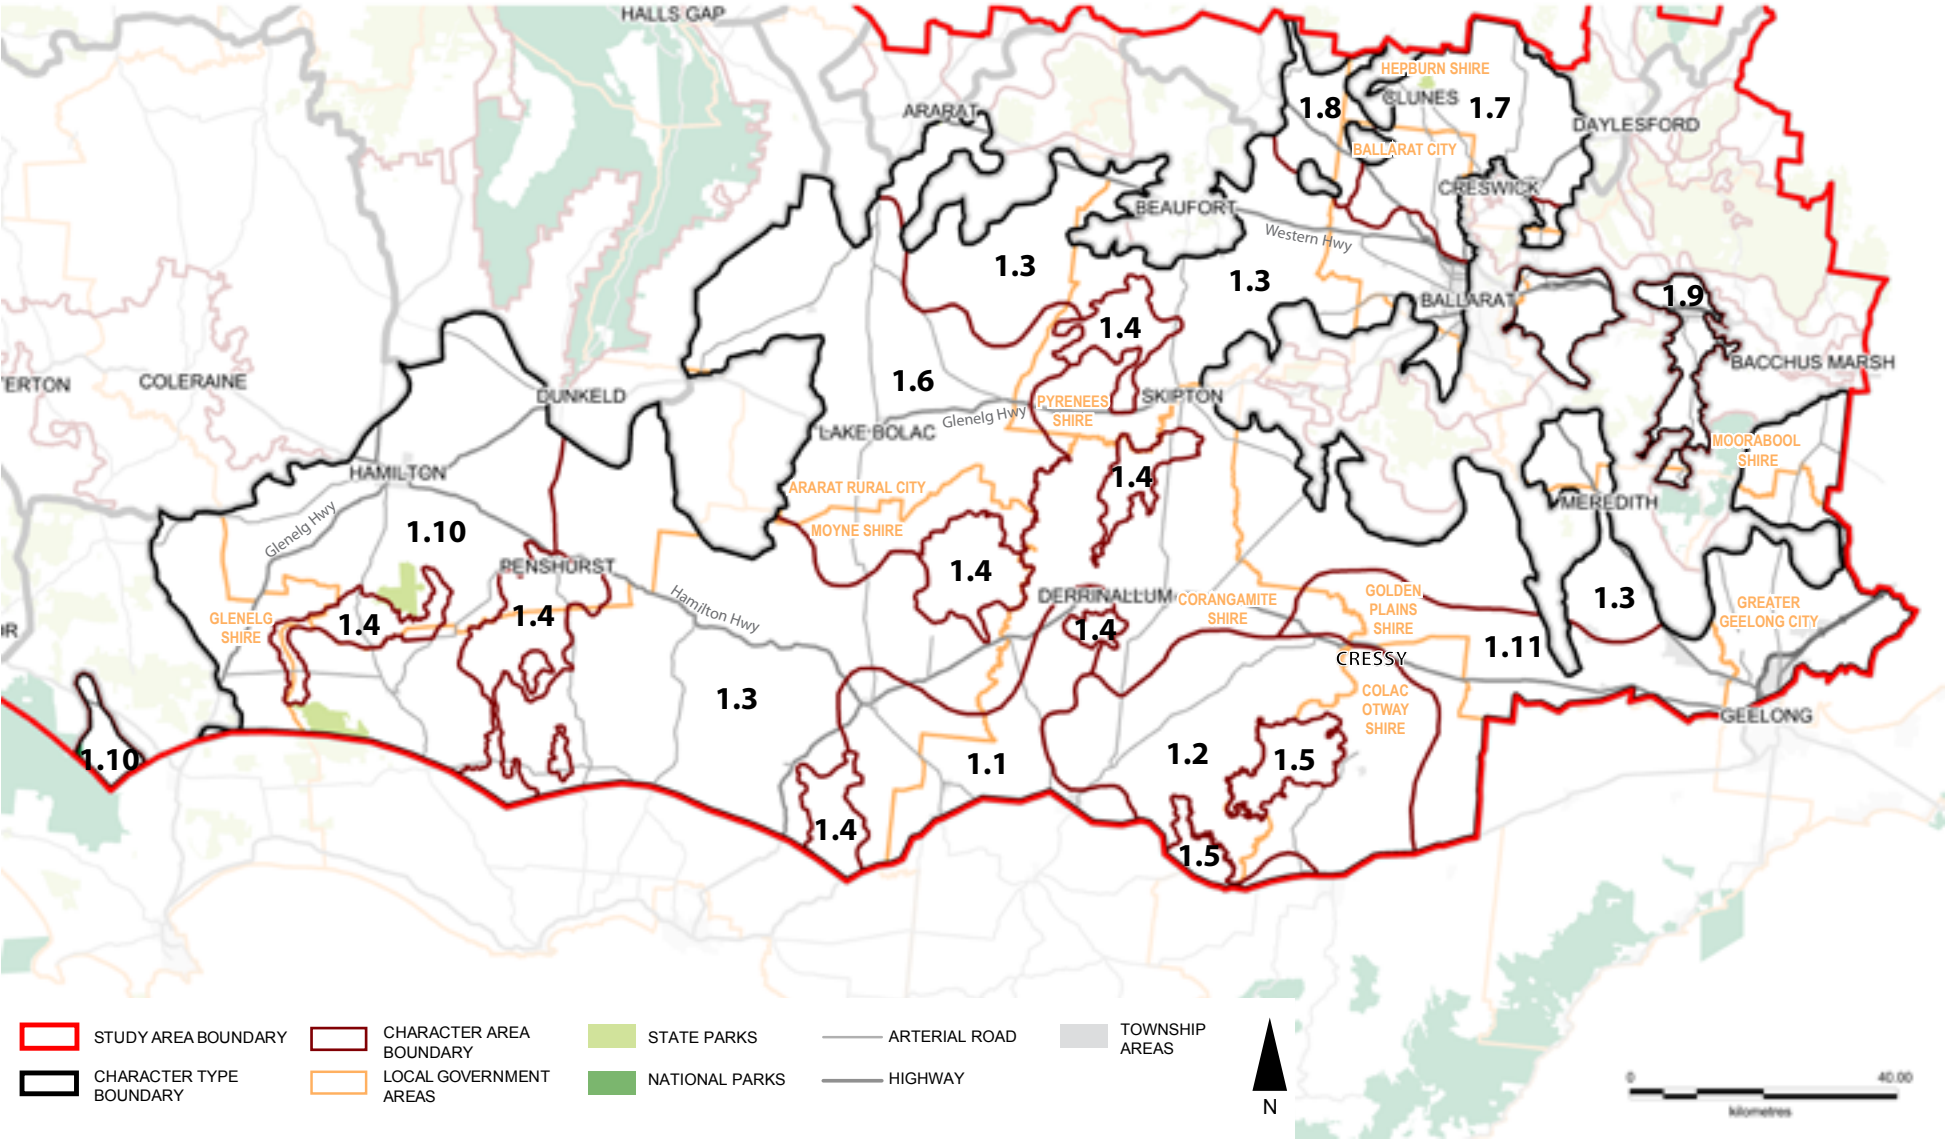 HALLS GAP
HEPBURN SHIRE
CLUNES
1.8
1.7
ARARAT
DAYLESFORD
BALLARAT CITY
CRESWICK
BEAUFORT
Western Hwy
1.3
1.3
1.9
BALLARAT
1.4
BACCHUS MARSH
ERTON
COLERAINE
1.6
DUNKELD
SKIPTON
PYRENEES
SHIRE
Glenelg Hwy
LAKE BOLAC
MOORABOOL
SHIRE
HAMILTON
1.4
ARARAT RURAL CITY
MEREDITH
Glenelg Hwy
1.10
MOYNE SHIRE
PENSHURST
1.4
DERRINALLUM
CORANGAMITE
SHIRE
GOLDEN
PLAINS
SHIRE
1.3
GREATER
GEELONG CITY
Hamilton Hwy
GLENELG
SHIRE
1.4
1.4
1.4
IR
1.11
CRESSY
COLAC
OTWAY
SHIRE
1.3
GEELONG
1.10
1.1
1.2
1.5
1.4
1.5
STUDY AREA BOUNDARY
CHARACTER AREA
BOUNDARY
STATE PARKS
ARTERIAL ROAD
TOWNSHIP
AREAS
CHARACTER TYPE
BOUNDARY
LOCAL GOVERNMENT
AREAS
NATIONAL PARKS
HIGHWAY
N
0
40.00
kilometres